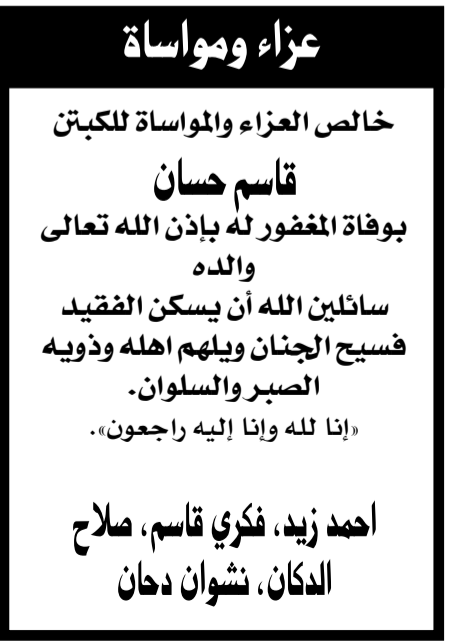 عزاء ومواساة
خالص العزاء والمواساة للكبتن
قاسم حسان
بوفاة المغفور له بإذن الله تعالى
والده
سائلين الله أن يسكن الفقيد
فسيح الجنان ويلهم اهله وذويه
الصبر والسلوان.
«إنا لله وإنا إليه راجعون».
احمد زيد، فكري قاسم، صلاح
الدكان، نشوان دحان